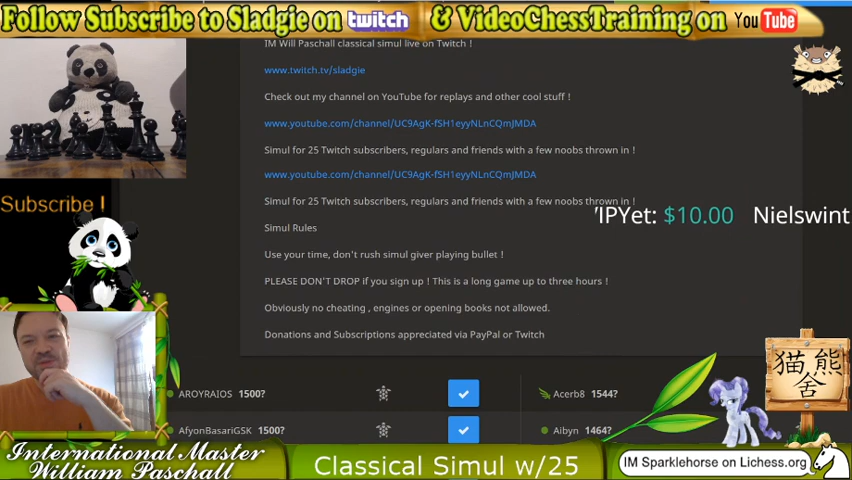 Follow Subscribe to Sladgie on twitch & VideoChessTraining on YouTube
IM Will Paschall classical simul live on Twitch !
www.twitch.tv/sladgie
Check out my channel on YouTube for replays and other cool stuff !
www.youtube.com/channel/UC9AgK-fSH1eyyNLnCQmJMDA
Simul for 25 Twitch subscribers, regulars and friends with a few noobs thrown in !
www.youtube.com/channel/UC9AgK-fSH1eyyNLnCQmJMDA
Simul for 25 Twitch subscribers, regulars and friends with a few noobs thrown in !
Subscribe !
IPYet: $10.00 Nielswint
Simul Rules
Use your time, don't rush simul giver playing bullet !
PLEASE DON'T DROP if you sign up ! This is a long game up to three hours !
Obviously no cheating , engines or opening books not allowed.
Donations and Subscriptions appreciated via PayPal or Twitch
AROYRAIOS 1500?
Acerb8 1544?
AfyonBasariGSK 1500?
Aibyn 1464?
猫熊
舍
International Master
William Paschall
Classical Simul w/25
IM Sparklehorse on Lichess.org